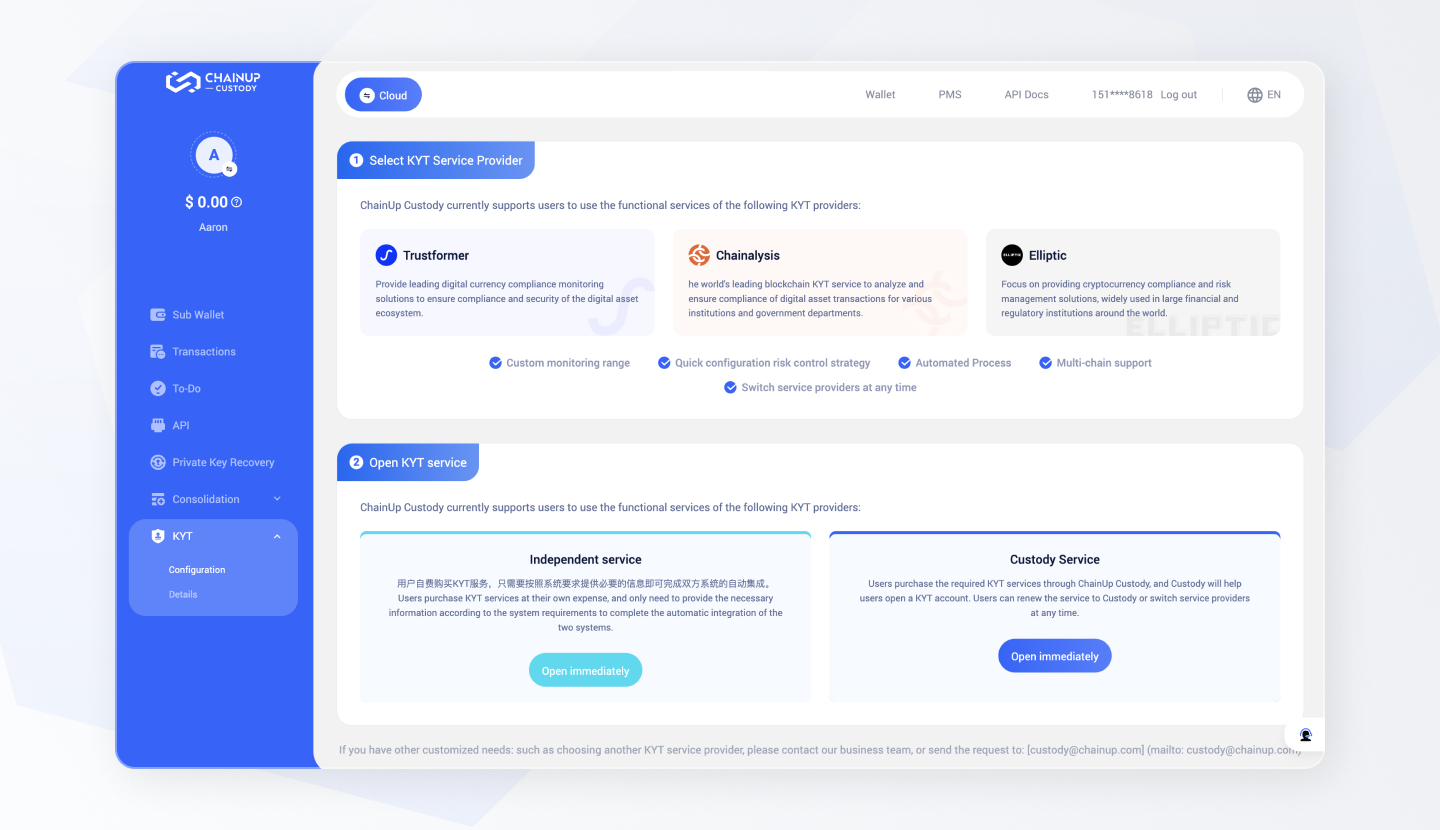 CHAINUP
CUSTODY
Cloud
Wallet
PMS
API Docs
151****8618 Log out
EN
A
$ 0.00
Aaron
Sub Wallet
Transactions
To-Do
API
Private Key Recovery
Consolidation
KYT
Configuration
Details
1 Select KYT Service Provider
ChainUp Custody currently supports users to use the functional services of the following KYT providers:
Trustformer
Provide leading digital currency compliance monitoring
solutions to ensure compliance and security of the digital asset
ecosystem.
Chainalysis
he world's leading blockchain KYT service to analyze and
ensure compliance of digital asset transactions for various
institutions and government departments.
ELLIPTIC
Elliptic
Focus on providing cryptocurrency compliance and risk
management solutions, widely used in large financial and
regulatory institutions around the world.
ELLIPTIC
Custom monitoring range
Quick configuration risk control strategy
Automated Process
Multi-chain support
Switch service providers at any time
2 Open KYT service
ChainUp Custody currently supports users to use the functional services of the following KYT providers:
Independent service
用户自费购买KYT服务，只需要按照系统要求提供必要的信息即可完成双方系统的自动集成。
Users purchase KYT services at their own expense, and only need to provide the necessary
information according to the system requirements to complete the automatic integration of the
two systems.
Open immediately
Custody Service
Users purchase the required KYT services through ChainUp Custody, and Custody will help
users open a KYT account. Users can renew the service to Custody or switch service providers
at any time.
Open immediately
If you have other customized needs: such as choosing another KYT service provider, please contact our business team, or send the request to: [custody@chainup.com] (mailto: custody@chainup.com)